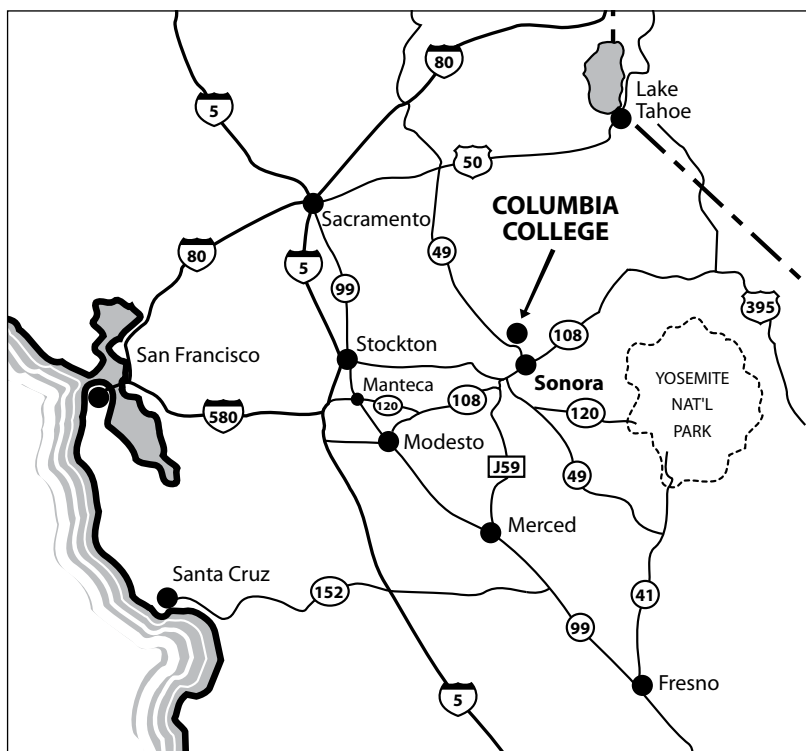 80
5
Lake
Tahoe
50
COLUMBIA
COLLEGE
Sacramento
80
49
5
99
395
108
San Francisco
Stockton
Sonora
YOSEMITE
NAT'L
PARK
Manteca
108
120
120
580
Modesto
J59
49
Merced
Santa Cruz
152
41
99
Fresno
5